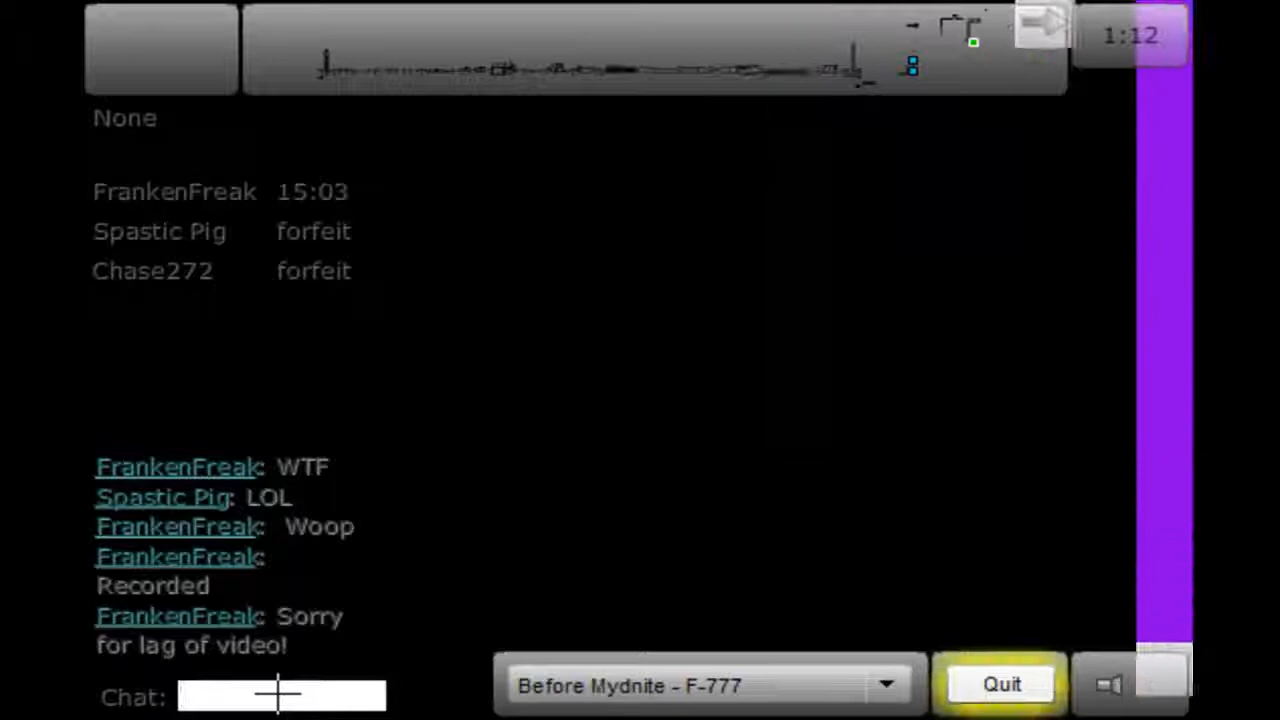 1:12
None
FrankenFreak 15:03
Spastic Pig forfeit
Chase272 forfeit
FrankenFreak: WTF
Spastic Pig: LOL
FrankenFreak: Woop
FrankenFreak:
Recorded
FrankenFreak: Sorry
for lag of video!
Chat:
Before Mydnite - F-777
Quit